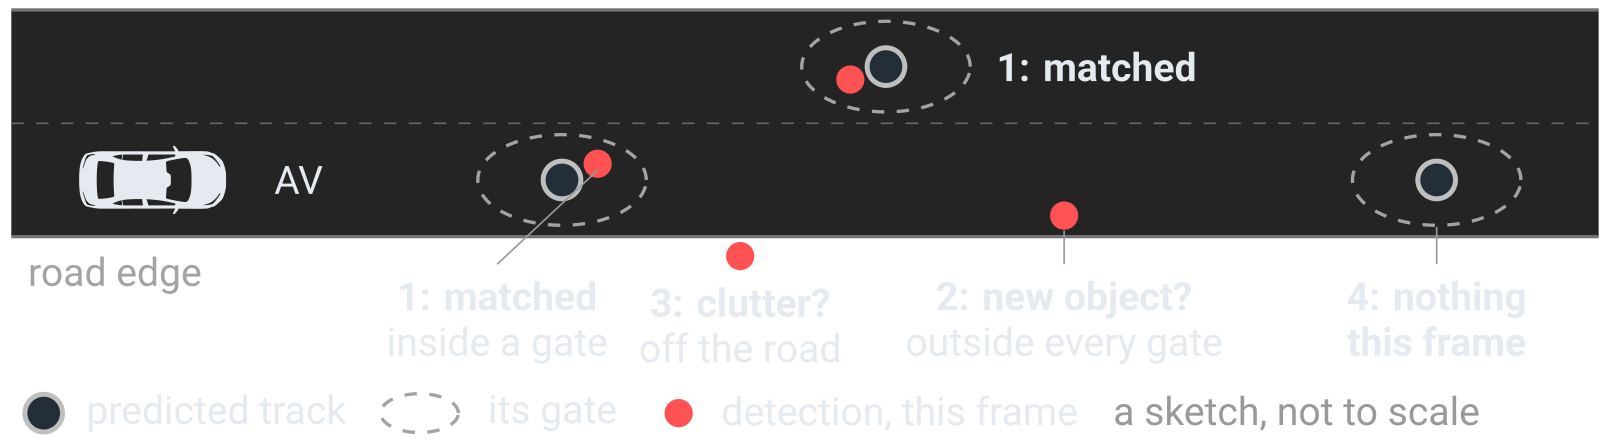 1: matched
AV
road edge
1: matched
inside a gate
3: clutter?
off the road
2: new object?
outside every gate
4: nothing
this frame
predicted track
its gate
detection, this frame
a sketch, not to scale